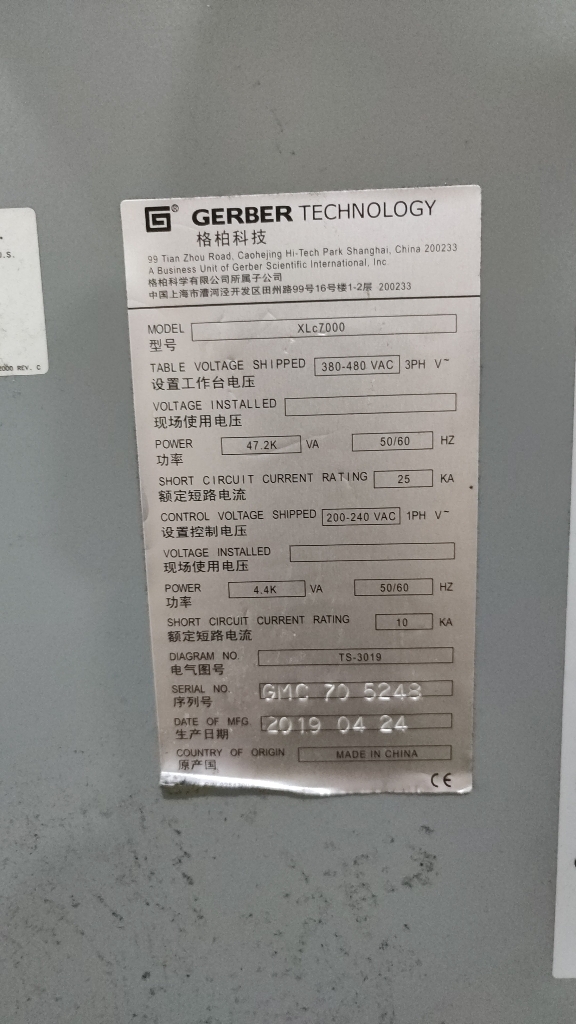 U.S.
2000 REV. C
G® GERBER TECHNOLOGY
格柏科技
99 Tian Zhou Road, Caohejing Hi-Tech Park Shanghai, China 200233
A Business Unit of Gerber Scientific International, Inc.
格柏科学有限公司所属子公司
中国上海市漕河泾开发区田州路99号16号楼1-2层 200233
MODEL XLc7000
型号
TABLE VOLTAGE SHIPPED 380-480 VAC 3PH V~
设置工作台电压
VOLTAGE INSTALLED
现场使用电压
POWER 47.2K VA 50/60 HZ
功率
SHORT CIRCUIT CURRENT RATING 25 KA
额定短路电流
CONTROL VOLTAGE SHIPPED 200-240 VAC 1PH V~
设置控制电压
VOLTAGE INSTALLED
现场使用电压
POWER 4.4K VA 50/60 HZ
功率
SHORT CIRCUIT CURRENT RATING 10 KA
额定短路电流
DIAGRAM NO. TS-3019
电气图号
SERIAL NO. GMC 70 5248
序列号
DATE OF MFG. 2019 04 24
生产日期
COUNTRY OF ORIGIN MADE IN CHINA
原产国
CE